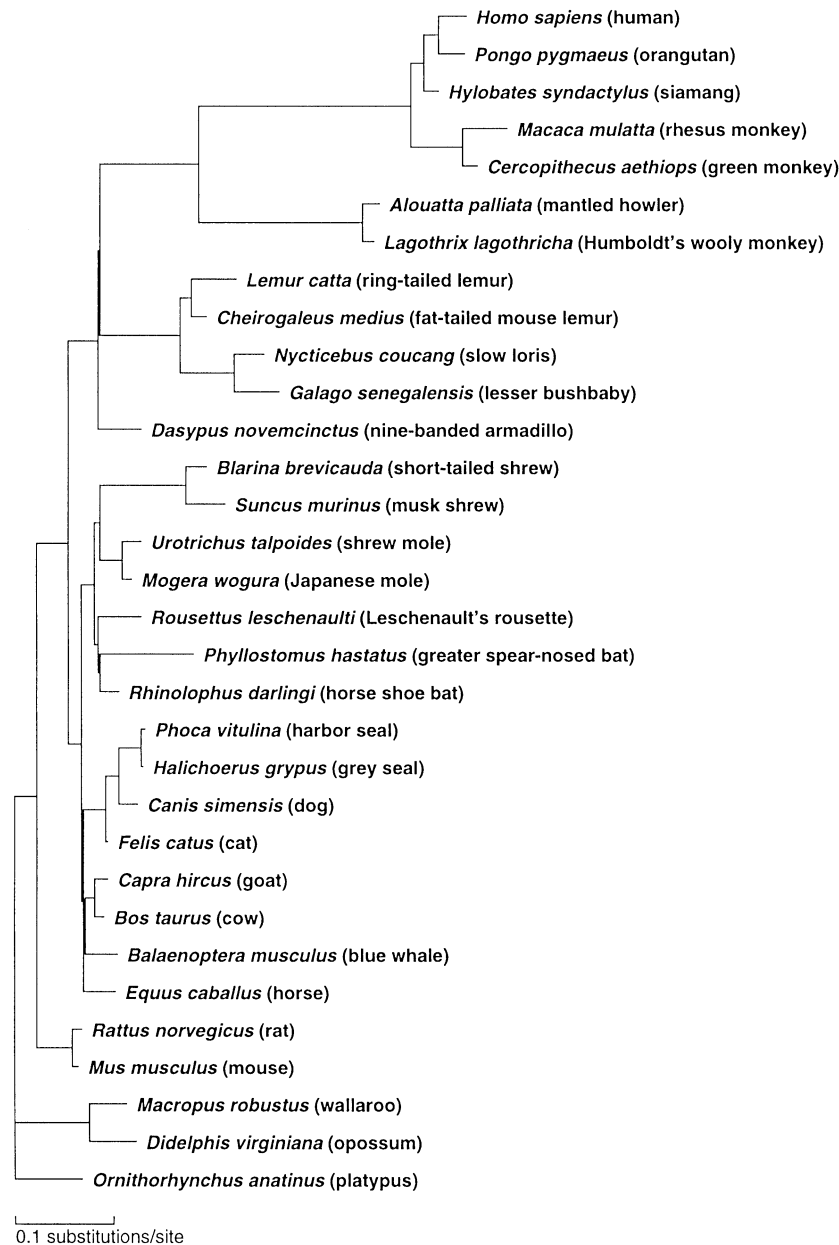 Homo sapiens (human)
Pongo pygmaeus (orangutan)
Hylobates syndactylus (siamang)
Macaca mulatta (rhesus monkey)
Cercopithecus aethiops (green monkey)
Alouatta palliata (mantled howler)
Lagothrix lagothricha (Humboldt's wooly monkey)
Lemur catta (ring-tailed lemur)
Cheirogaleus medius (fat-tailed mouse lemur)
Nycticebus coucang (slow loris)
Galago senegalensis (lesser bushbaby)
Dasypus novemcinctus (nine-banded armadillo)
Blarina brevicauda (short-tailed shrew)
Suncus murinus (musk shrew)
Urotrichus talpoides (shrew mole)
Mogera wogura (Japanese mole)
Rousettus leschenaulti (Leschenault's rousette)
Phyllostomus hastatus (greater spear-nosed bat)
Rhinolophus darlingi (horse shoe bat)
Phoca vitulina (harbor seal)
Halichoerus grypus (grey seal)
Canis simensis (dog)
Felis catus (cat)
Capra hircus (goat)
Bos taurus (cow)
Balaenoptera musculus (blue whale)
Equus caballus (horse)
Rattus norvegicus (rat)
Mus musculus (mouse)
Macropus robustus (wallaroo)
Didelphis virginiana (opossum)
Ornithorhynchus anatinus (platypus)
0.1 substitutions/site